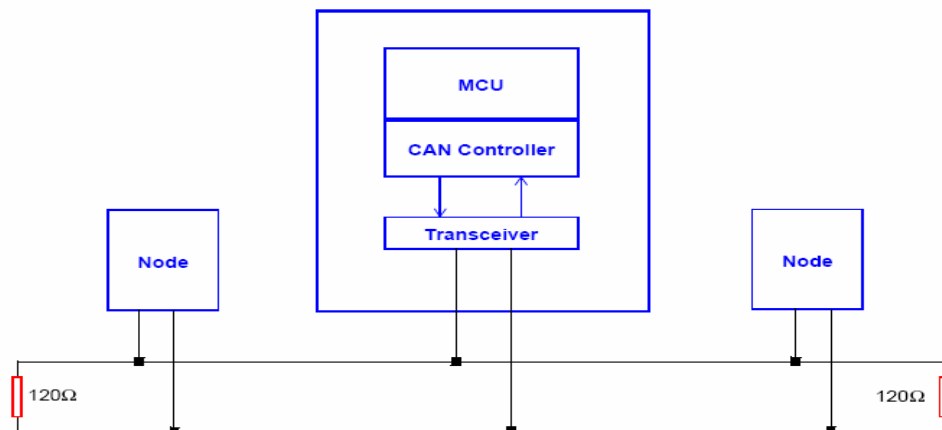 MCU
CAN Controller
Transceiver
Node
Node
120Ω
120Ω